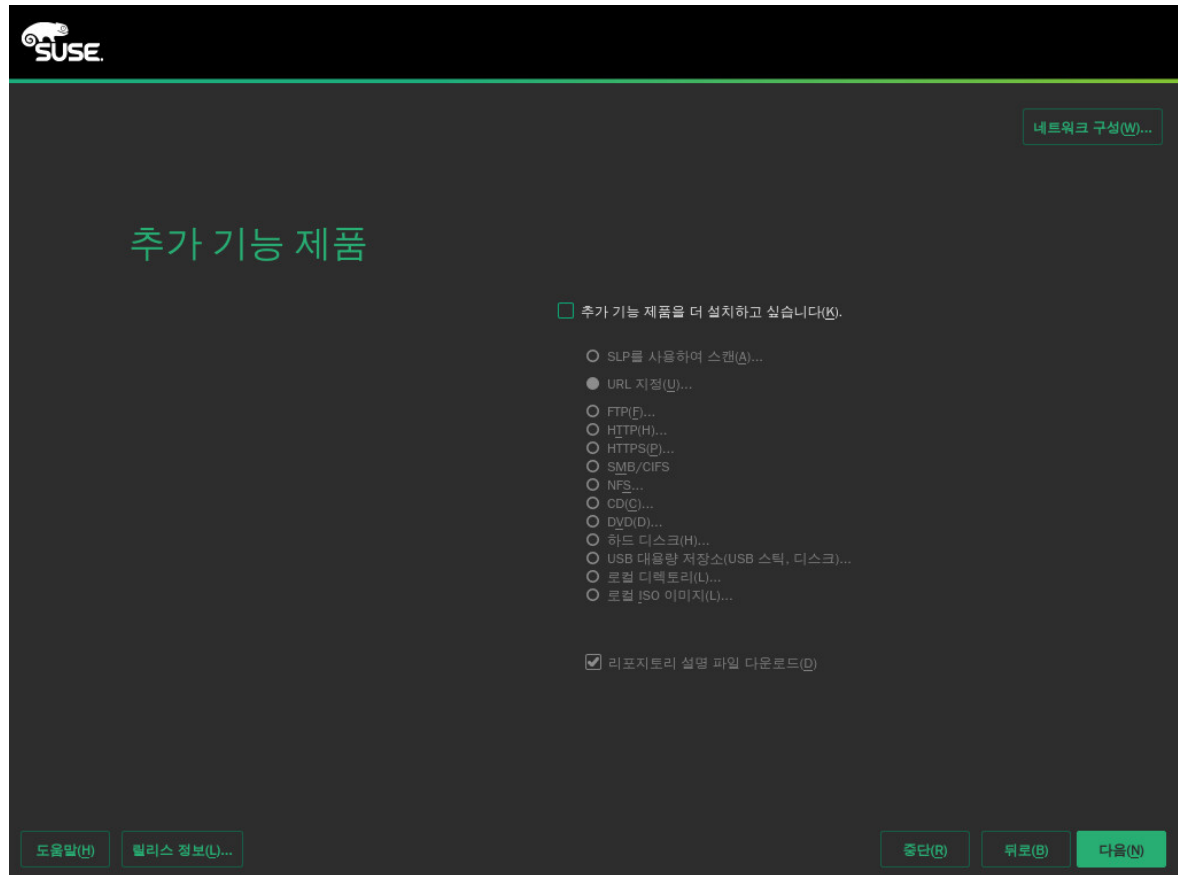 SUSE.
네트워크 구성(W)...
추가 기능 제품
추가 기능 제품을 더 설치하고 싶습니다(K).
SLP를 사용하여 스캔(A)...
URL 지정(U)...
FTP(F)...
HTTP(H)...
HTTPS(P)...
SMB/CIFS
NFS...
CD(C)...
DVD(D)...
하드 디스크(H)...
USB 대용량 저장소(USB 스틱, 디스크)...
로컬 디렉토리(L)...
로컬 ISO 이미지(L)...
리포지토리 설명 파일 다운로드(D)
도움말(H) 릴리스 정보(L)... 중단(R) 뒤로(B) 다음(N)